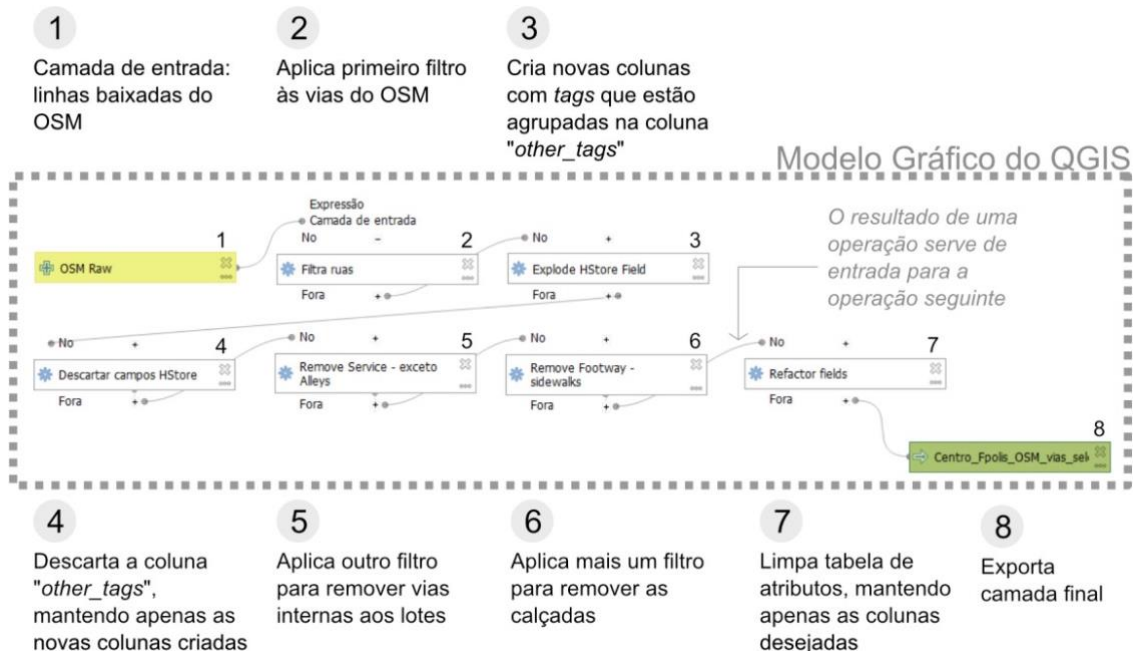 1
Camada de entrada:
linhas baixadas do
OSM
2
Aplica primeiro filtro
às vias do OSM
3
Cria novas colunas
com tags que estão
agrupadas na coluna
"other_tags"
Modelo Gráfico do QGIS
Expressão
Camada de entrada
No -
1
OSM Raw
2
Filtra ruas
Fora +
No +
3
Explode HStore Field
Fora +
O resultado de uma
operação serve de
entrada para a
operação seguinte
No +
4
Descartar campos HStore
Fora +
No +
5
Remove Service - exceto
Alleys
Fora +
No +
6
Remove Footway -
sidewalks
Fora +
No +
7
Refactor fields
Fora +
8
Centro_Fpolis_OSM_vias_sel
4
Descarta a coluna
"other_tags",
mantendo apenas as
novas colunas criadas
5
Aplica outro filtro
para remover vias
internas aos lotes
6
Aplica mais um filtro
para remover as
calçadas
7
Limpa tabela de
atributos, mantendo
apenas as colunas
desejadas
8
Exporta
camada final